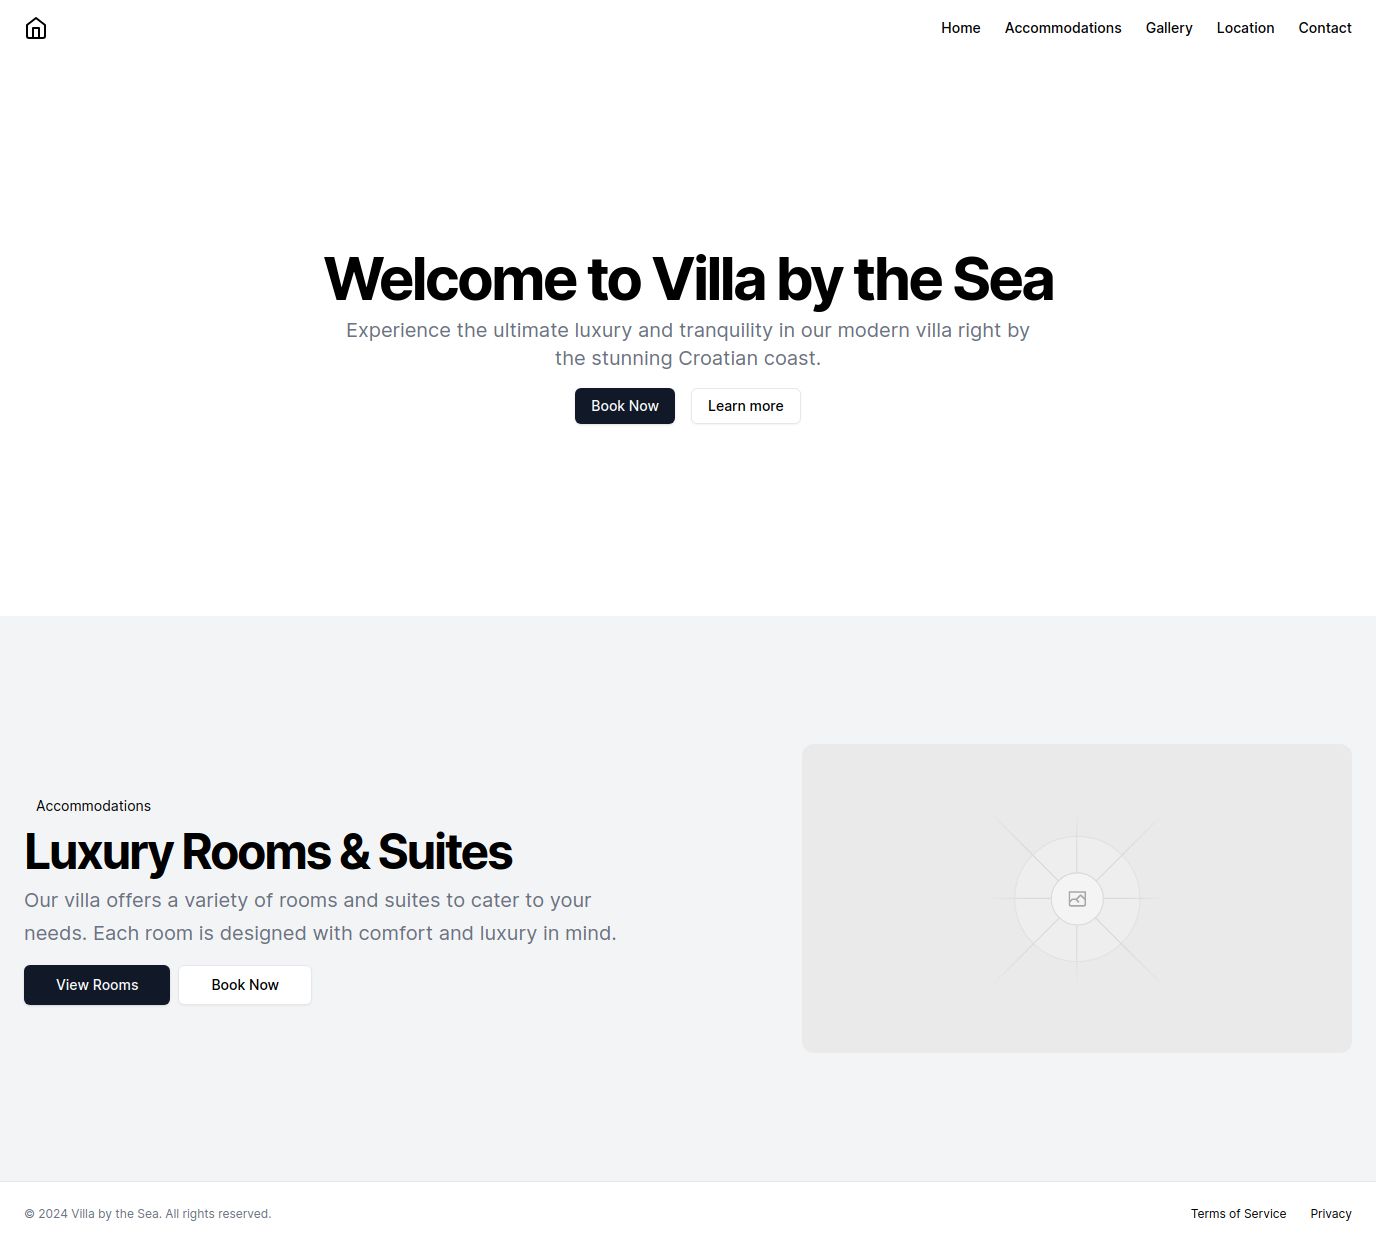 Home Accommodations Gallery Location Contact
Welcome to Villa by the Sea
Experience the ultimate luxury and tranquility in our modern villa right by
the stunning Croatian coast.
Book Now Learn more
Accommodations
Luxury Rooms & Suites
Our villa offers a variety of rooms and suites to cater to your
needs. Each room is designed with comfort and luxury in mind.
View Rooms Book Now
© 2024 Villa by the Sea. All rights reserved. Terms of Service Privacy